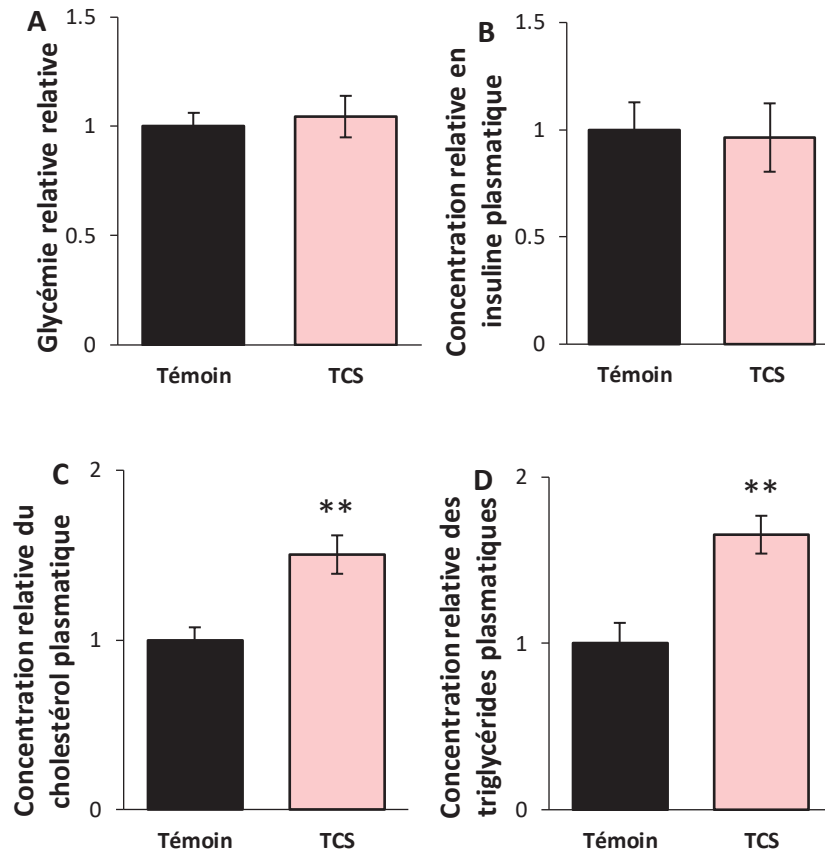 A
Glycémie relative relative
1.5
1
0.5
0
Témoin
TCS
B
Concentration relative en
insuline plasmatique
1.5
1
0.5
0
Témoin
TCS
C
Concentration relative du
cholestérol plasmatique
2
**
1
0
Témoin
TCS
D
Concentration relative des
triglycérides plasmatiques
2
**
1
0
Témoin
TCS